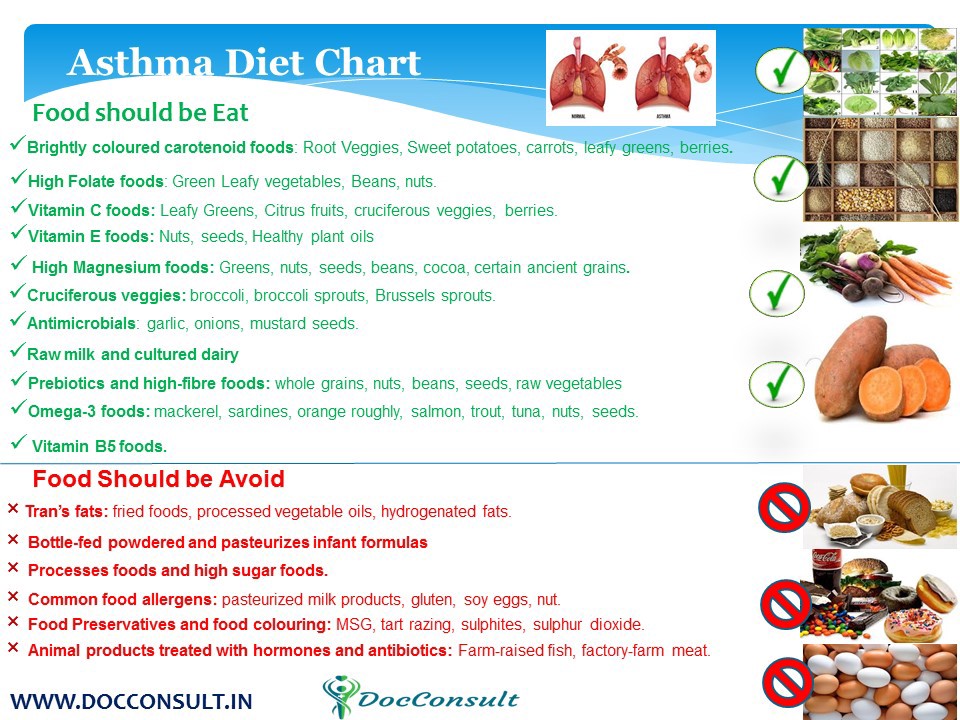 Asthma Diet Chart
NORMAL
ASTHMA
Food should be Eat
Brightly coloured carotenoid foods: Root Veggies, Sweet potatoes, carrots, leafy greens, berries.
High Folate foods: Green Leafy vegetables, Beans, nuts.
Vitamin C foods: Leafy Greens, Citrus fruits, cruciferous veggies, berries.
Vitamin E foods: Nuts, seeds, Healthy plant oils
High Magnesium foods: Greens, nuts, seeds, beans, cocoa, certain ancient grains.
Cruciferous veggies: broccoli, broccoli sprouts, Brussels sprouts.
Antimicrobials: garlic, onions, mustard seeds.
Raw milk and cultured dairy
Prebiotics and high-fibre foods: whole grains, nuts, beans, seeds, raw vegetables
Omega-3 foods: mackerel, sardines, orange roughly, salmon, trout, tuna, nuts, seeds.
Vitamin B5 foods.
Food Should be Avoid
Tran's fats: fried foods, processed vegetable oils, hydrogenated fats.
Bottle-fed powdered and pasteurizes infant formulas
Processes foods and high sugar foods.
Common food allergens: pasteurized milk products, gluten, soy eggs, nut.
Food Preservatives and food colouring: MSG, tart razing, sulphites, sulphur dioxide.
Animal products treated with hormones and antibiotics: Farm-raised fish, factory-farm meat.
Coca-Cola
WWW.DOCCONSULT.IN
DocConsult